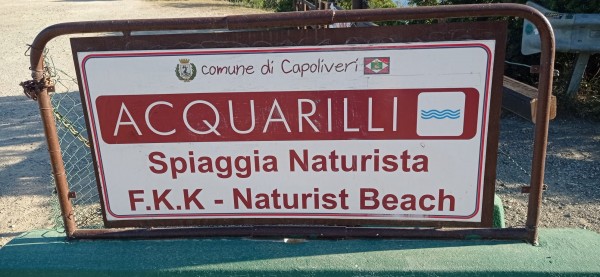 comune di Capoliveri
ACQUARILLI
Spiaggia Naturista
F.K.K - Naturist Beach